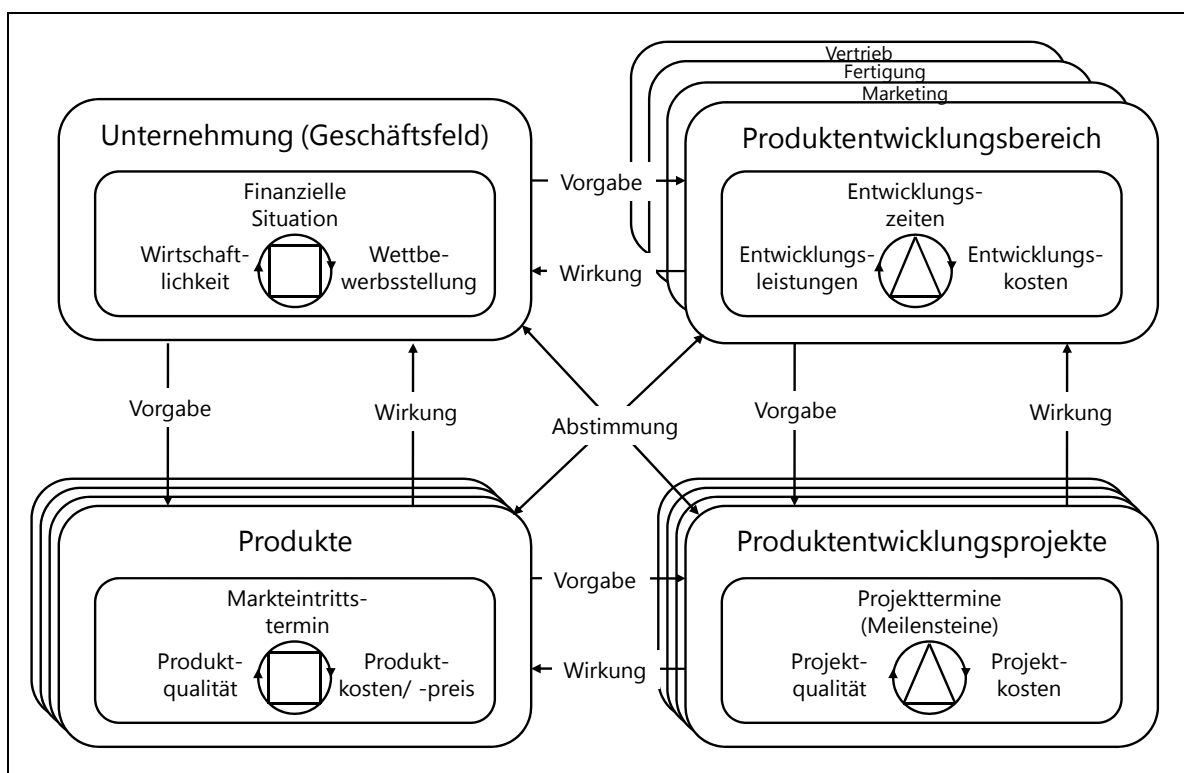 Vertrieb
Fertigung
Marketing
Unternehmung (Geschäftsfeld)
Finanzielle
Situation
Wirtschaft-
lichkeit
Wettbe-
werbsstellung
Vorgabe
Wirkung
Produktentwicklungsbereich
Entwicklungs-
zeiten
Entwicklungs-
leistungen
Entwicklungs-
kosten
Vorgabe
Wirkung
Abstimmung
Vorgabe
Wirkung
Produkte
Markteintritts-
termin
Produkt-
qualität
Produkt-
kosten/ -preis
Vorgabe
Wirkung
Produktentwicklungsprojekte
Projekttermine
(Meilensteine)
Projekt-
qualität
Projekt-
kosten